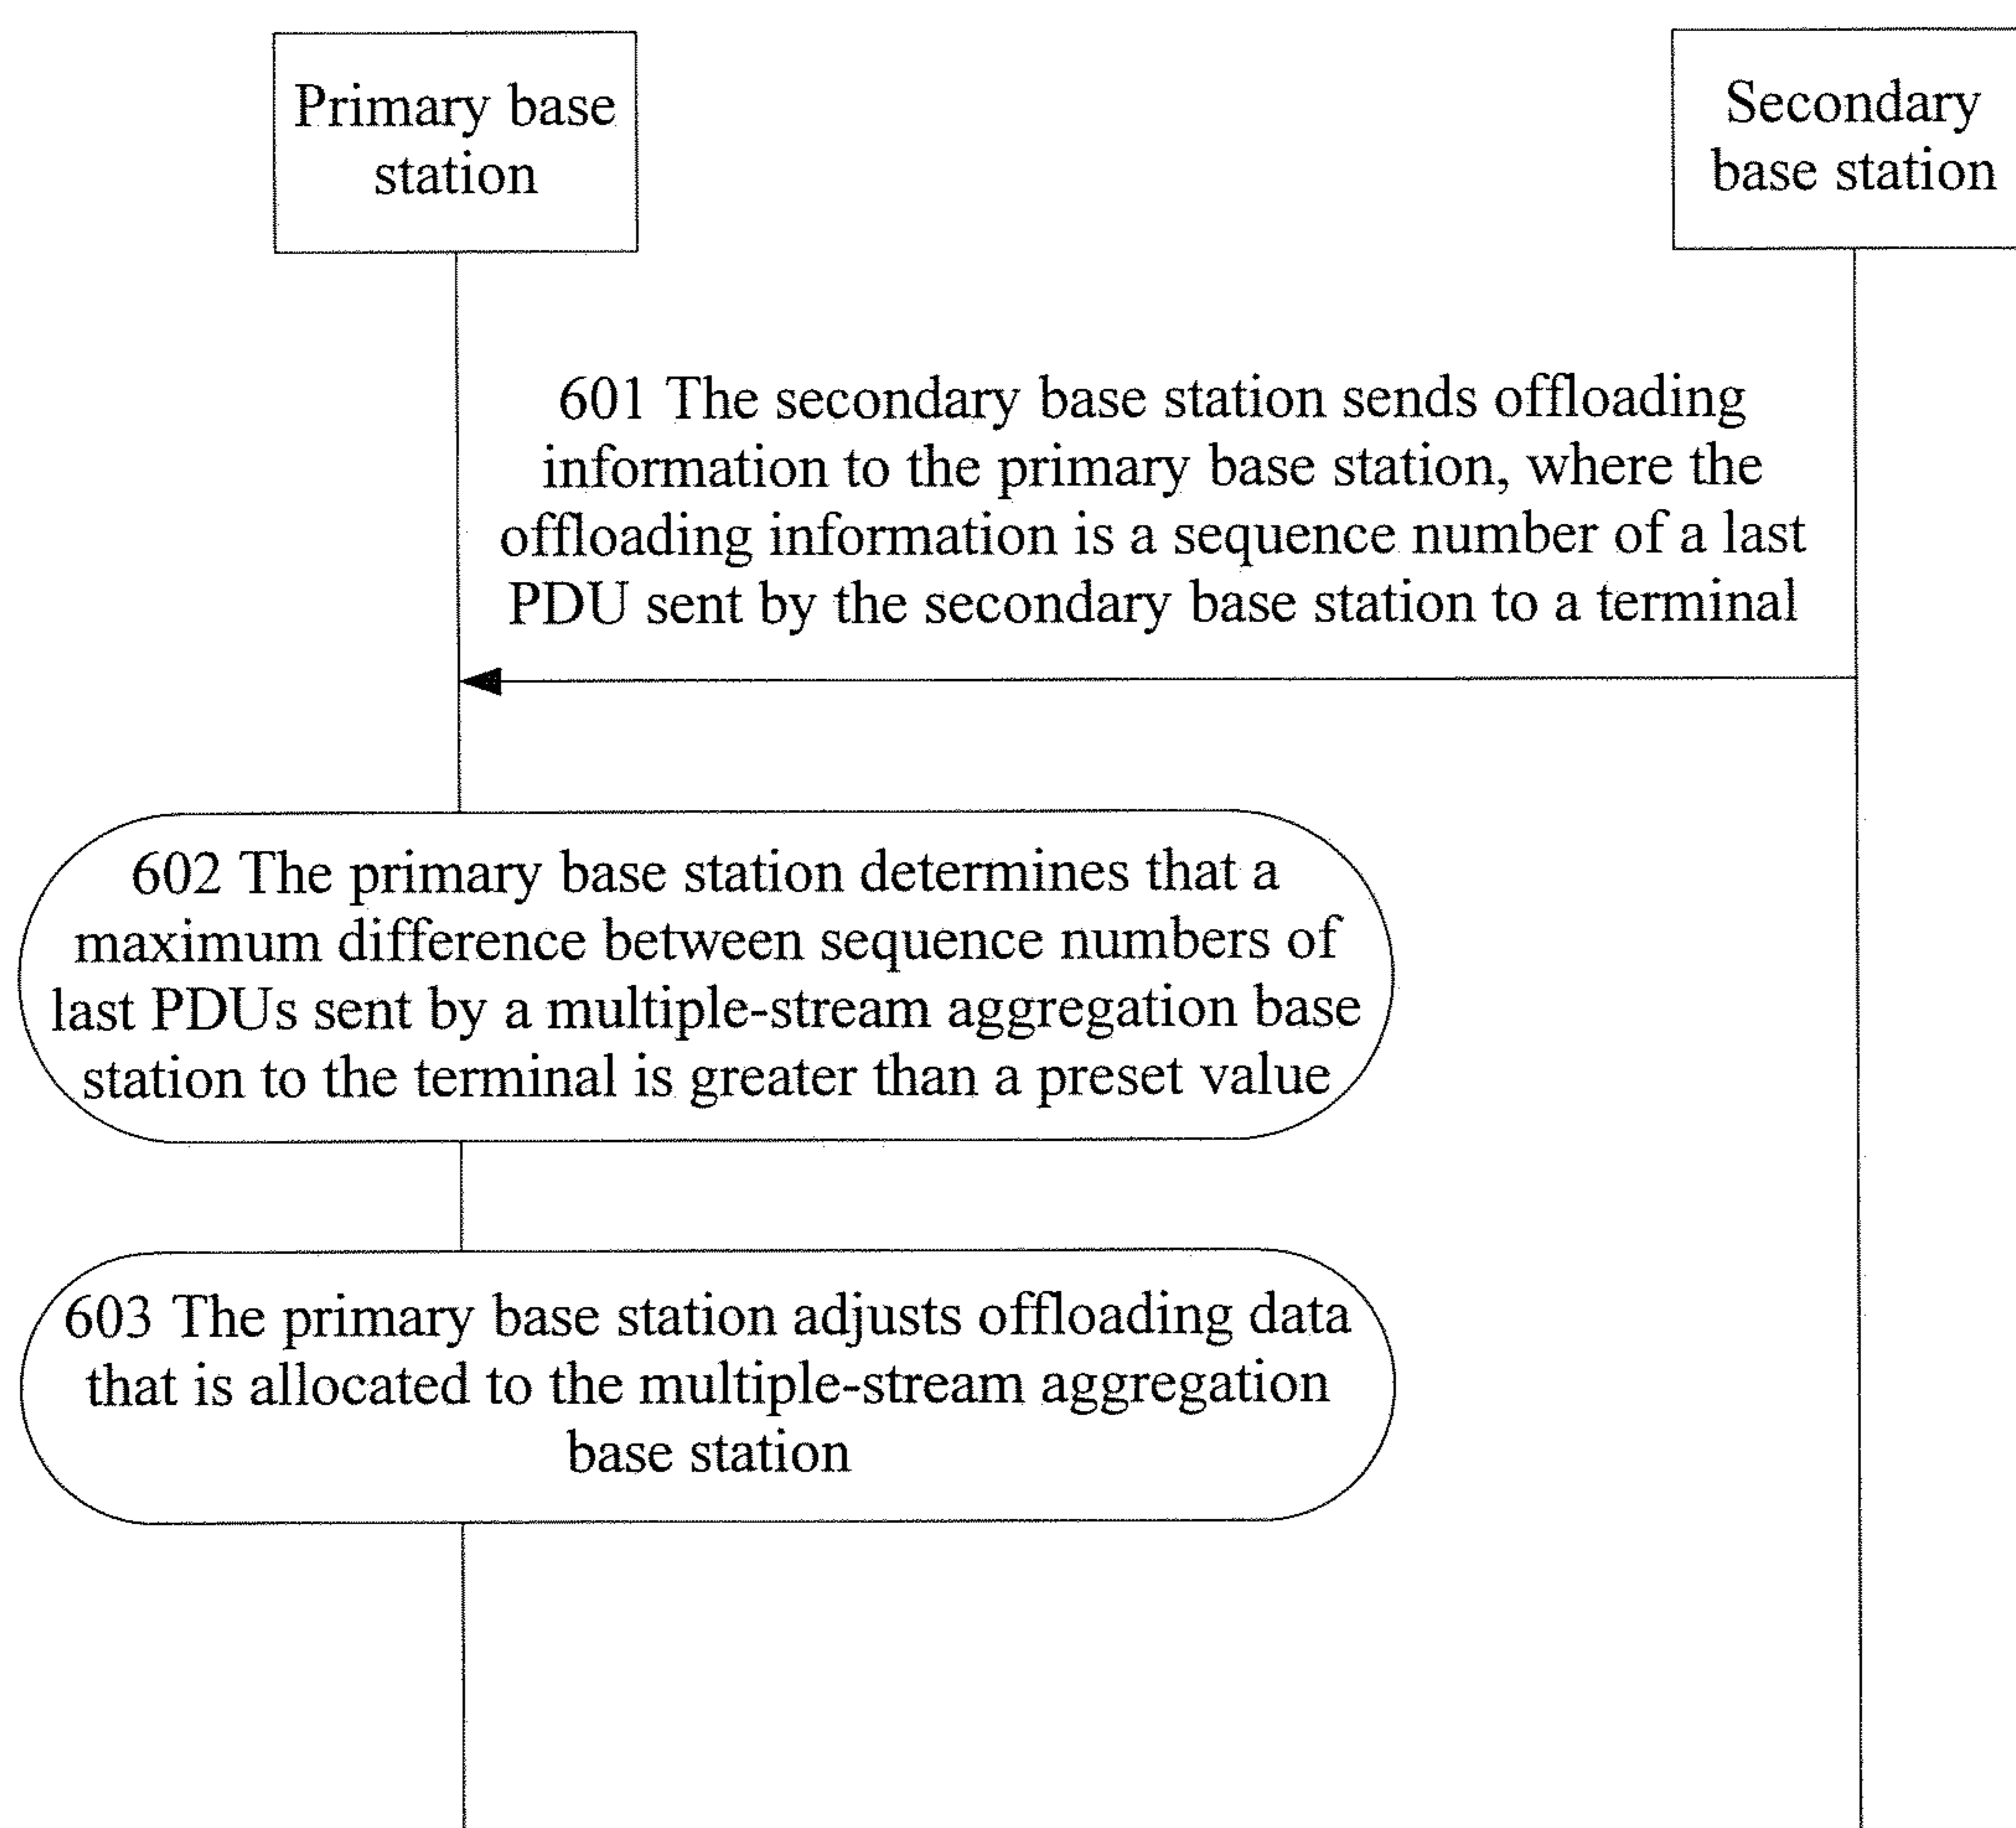 Primary base
station
Secondary
base station
601 The secondary base station sends offloading
information to the primary base station, where the
offloading information is a sequence number of a last
PDU sent by the secondary base station to a terminal
602 The primary base station determines that a
maximum difference between sequence numbers of
last PDUs sent by a multiple-stream aggregation base
station to the terminal is greater than a preset value
603 The primary base station adjusts offloading data
that is allocated to the multiple-stream aggregation
base station